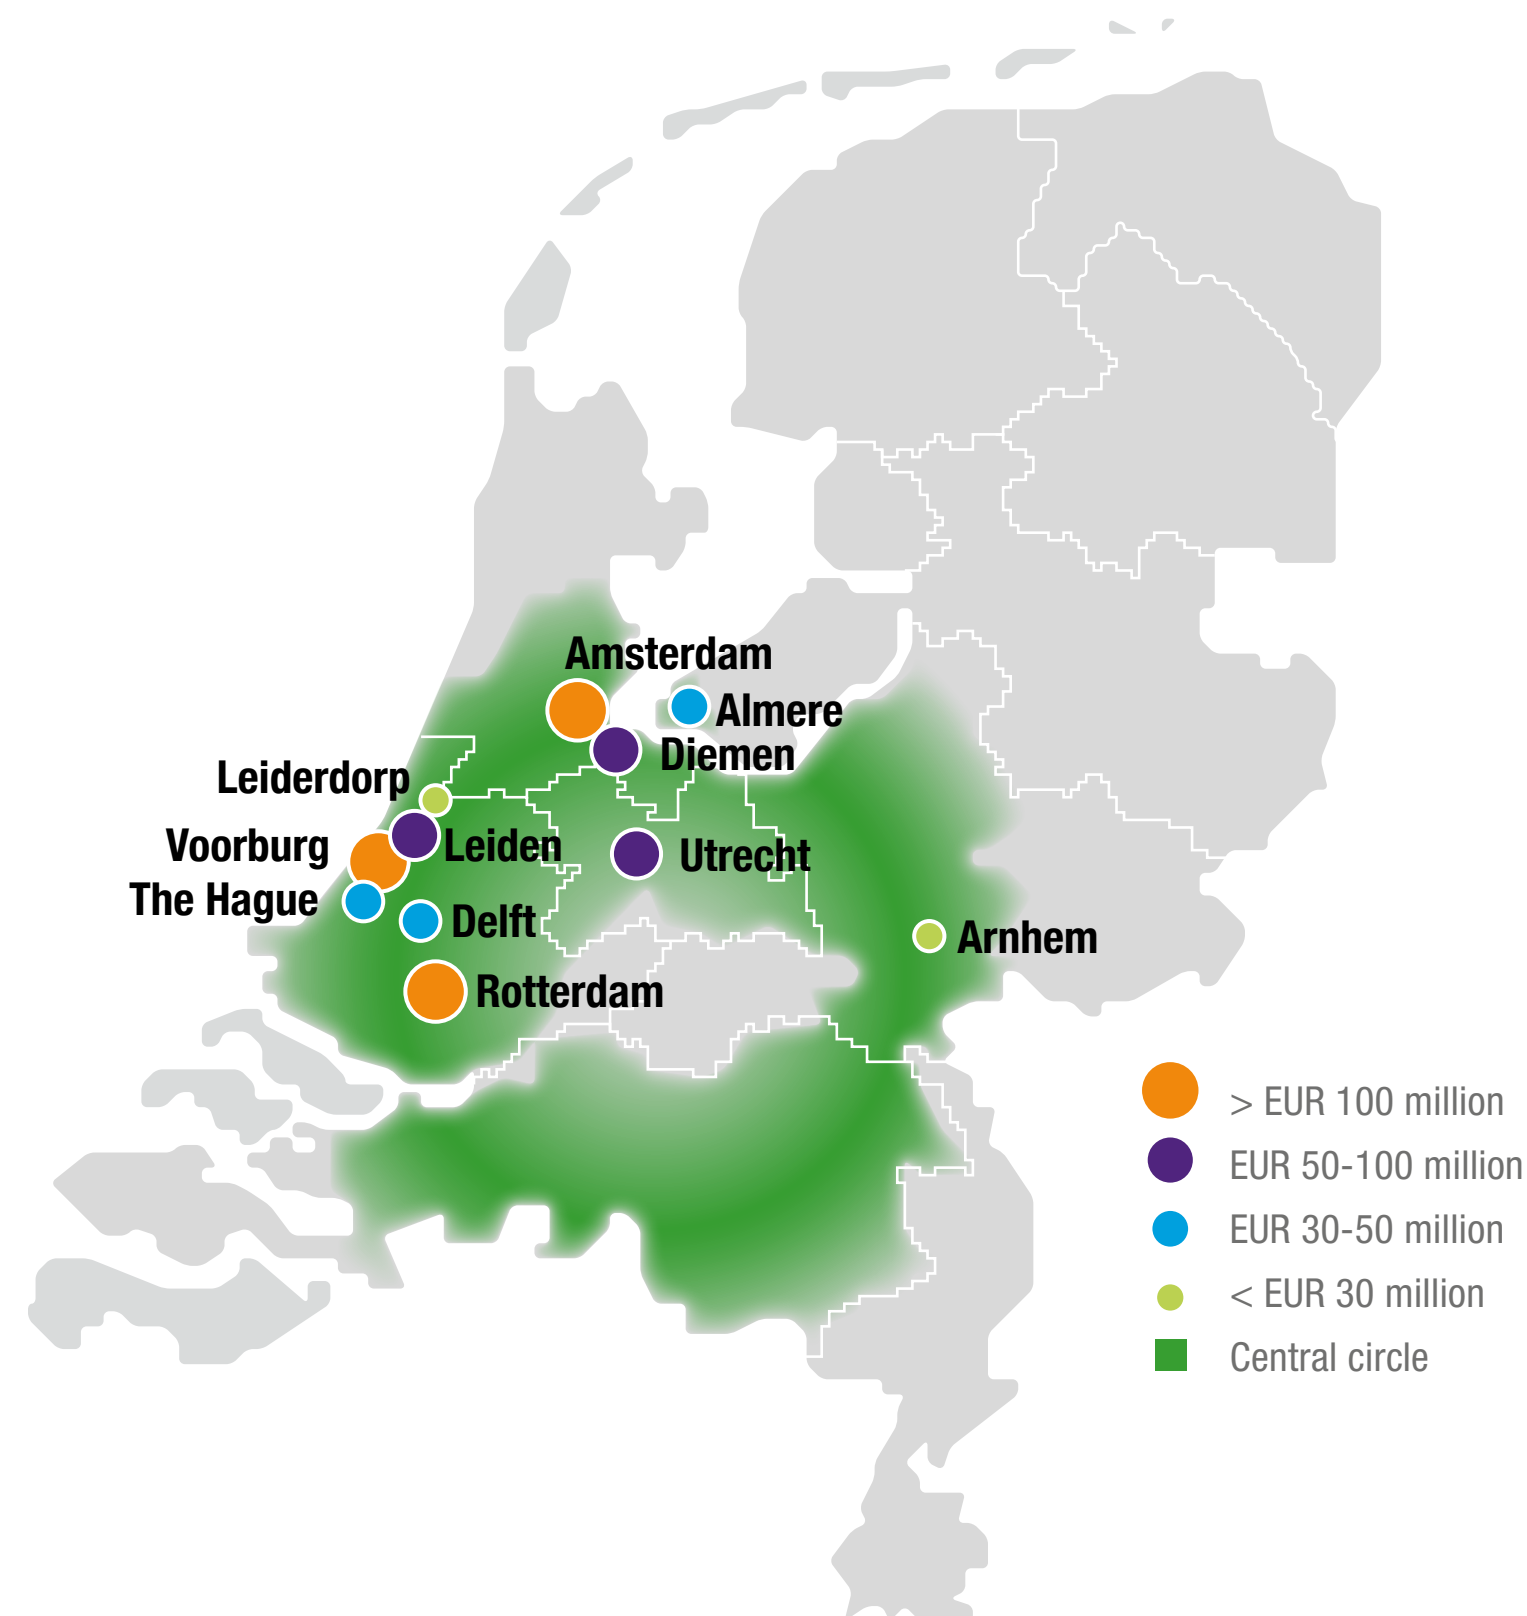 Amsterdam
Almere
Diemen
Leiderdorp
Voorburg
Leiden
Utrecht
The Hague
Delft
Arnhem
Rotterdam
> EUR 100 million
EUR 50-100 million
EUR 30-50 million
< EUR 30 million
Central circle